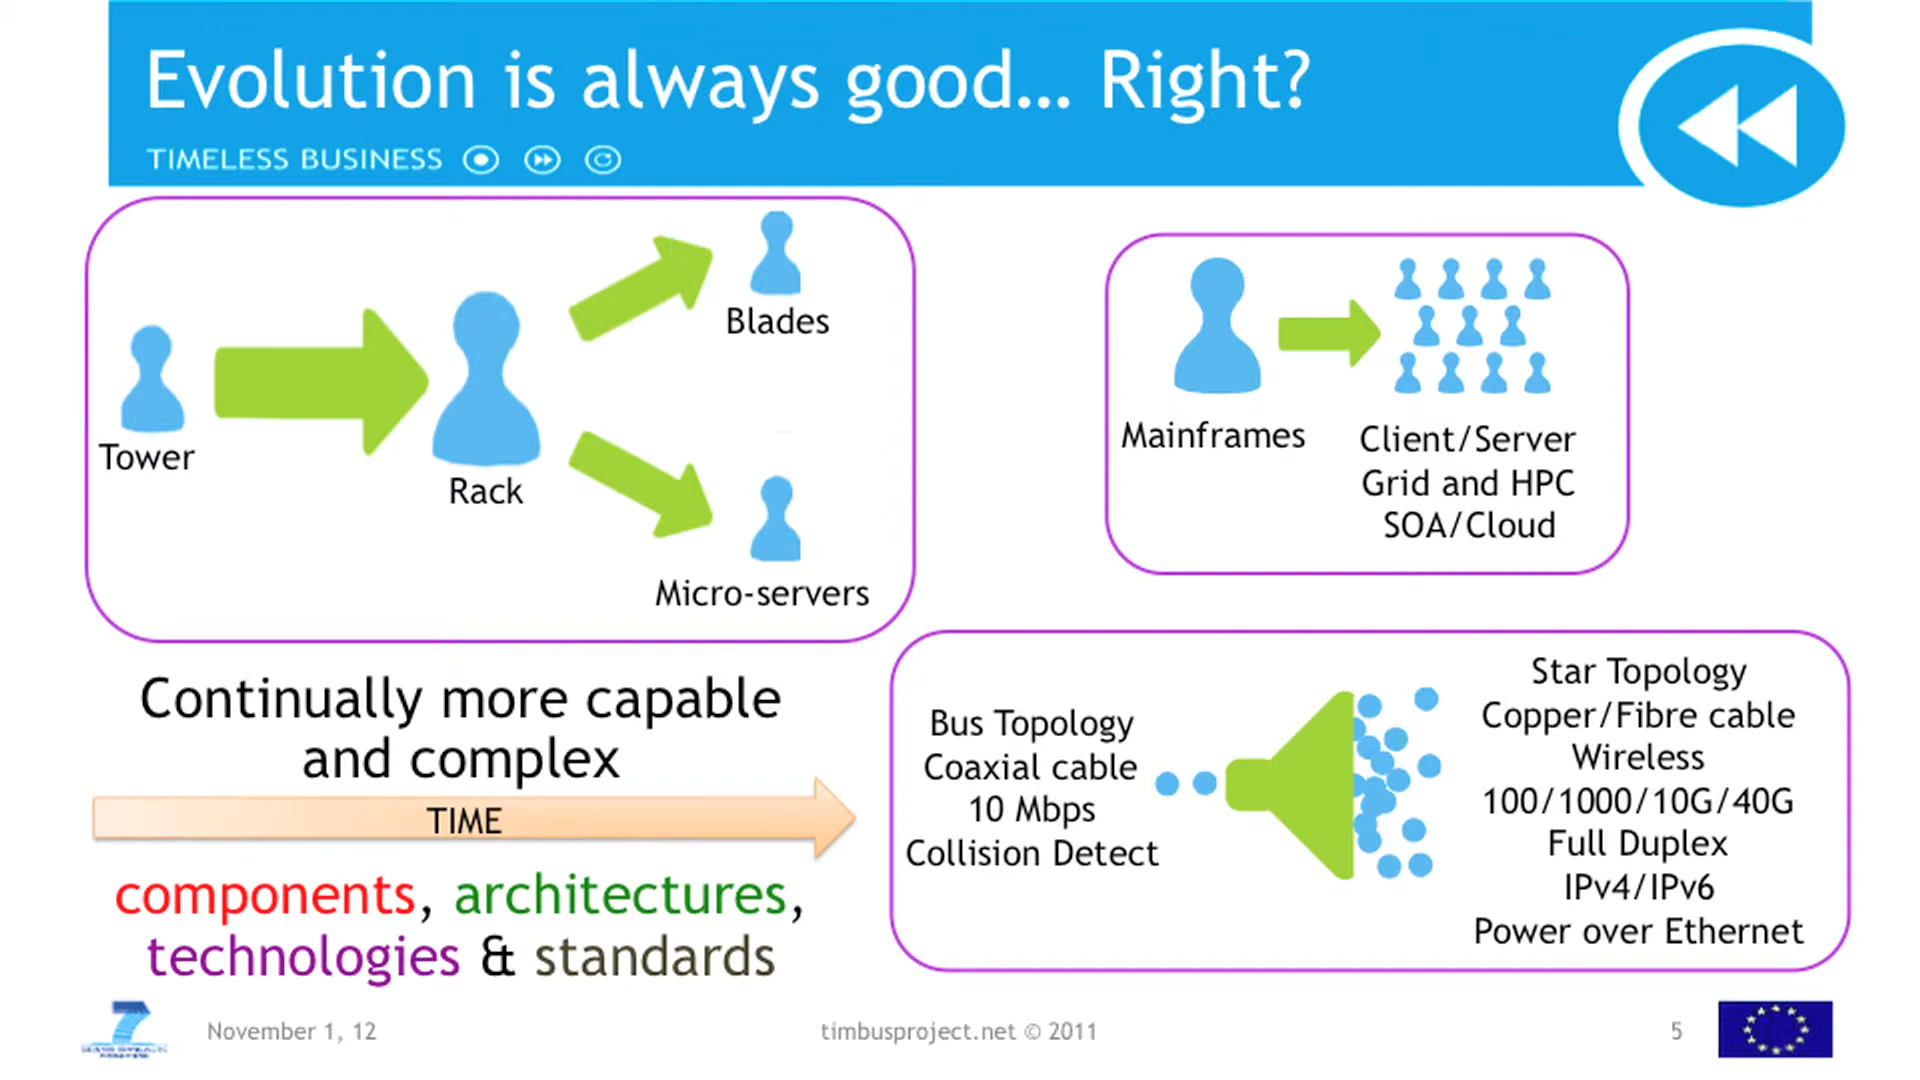 Evolution is always good... Right?
TIMELESS BUSINESS
Blades
Tower
Rack
Micro-servers
Mainframes
Client/Server
Grid and HPC
SOA/Cloud
Continually more capable
and complex
TIME
components, architectures,
technologies & standards
Bus Topology
Coaxial cable
10 Mbps
Collision Detect
Star Topology
Copper/Fibre cable
Wireless
100/1000/10G/40G
Full Duplex
IPv4/IPv6
Power over Ethernet
7
November 1, 12
timbusproject.net © 2011
5